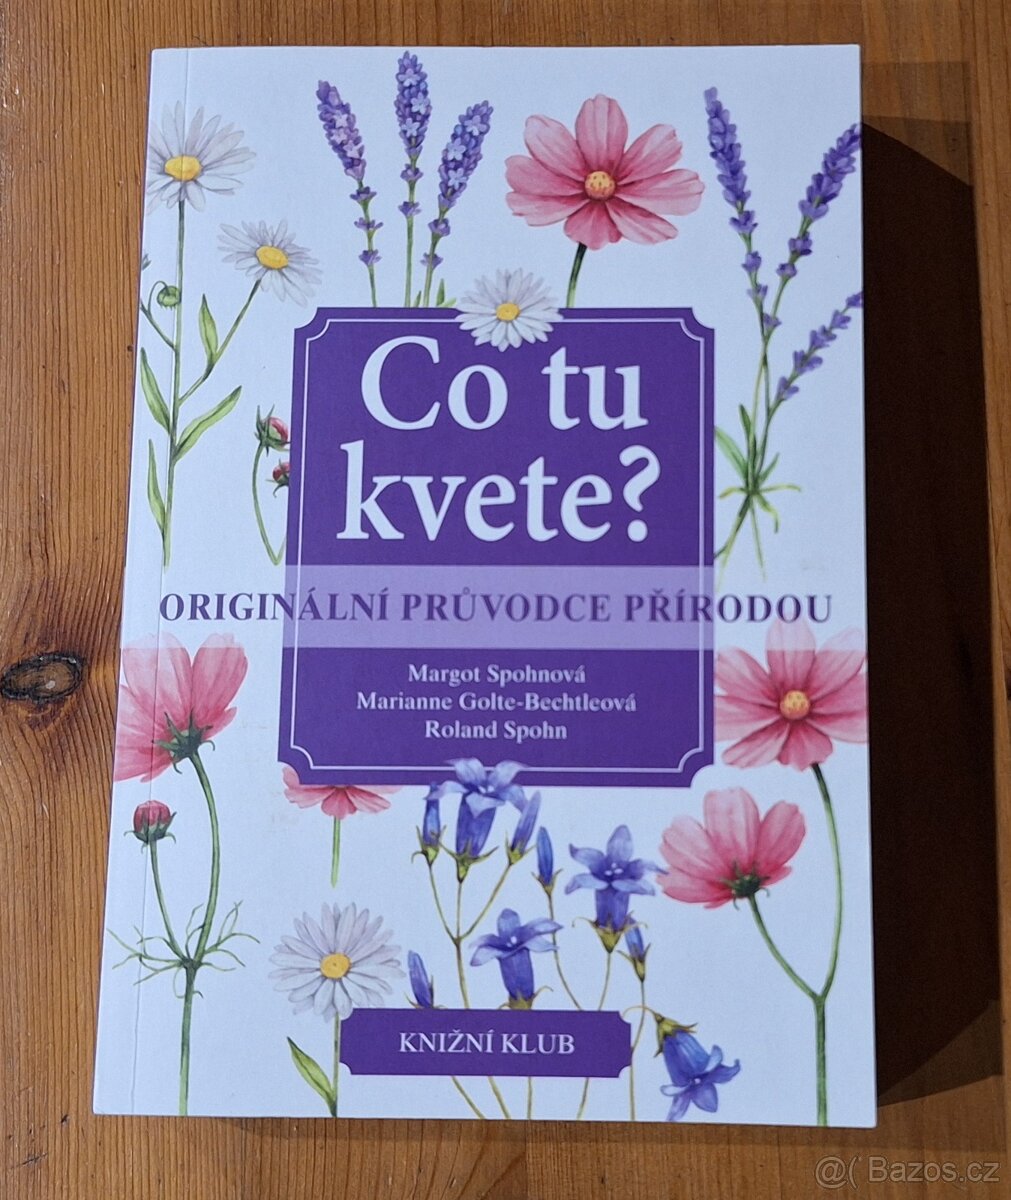 Co tu
kvete?
ORIGINÁLNÍ PRŮVODCE PŘÍRODOU
Margot Spohnová
Marianne Golte-Bechtleová
Roland Spohn
KNIŽNÍ KLUB
@( Bazos.cz